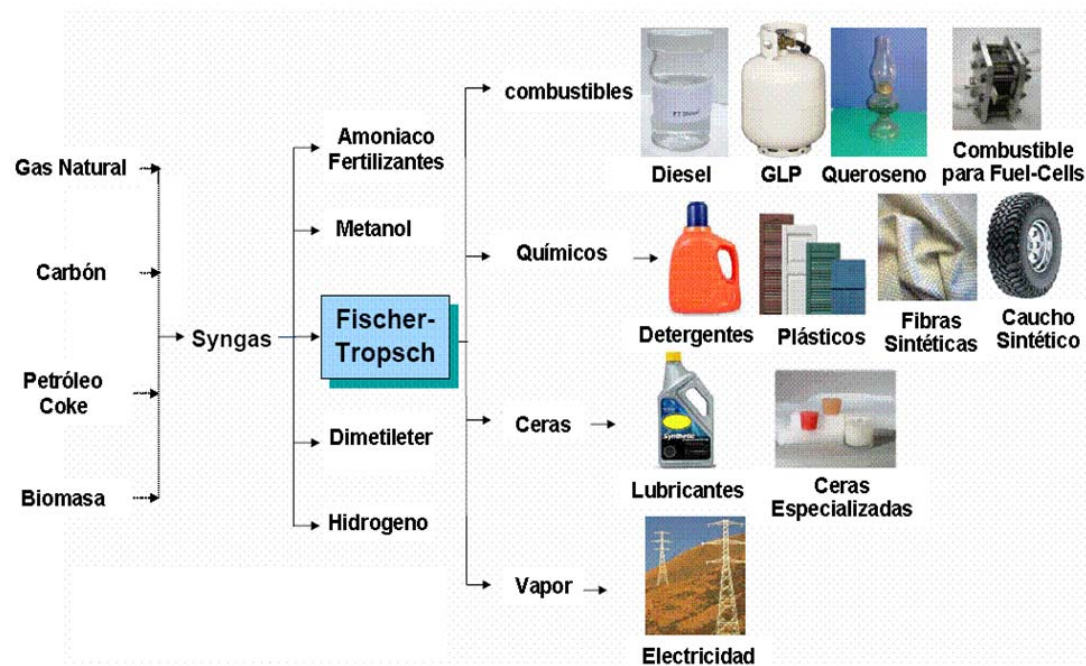 Gas Natural
Carbón
Petróleo
Coke
Biomasa
Syngas
Amoniaco
Fertilizantes
Metanol
Fischer-
Tropsch
Dimetileter
Hidrogeno
combustibles
Diesel
GLP
Queroseno
Combustible
para Fuel-Cells
Químicos
Detergentes
Plásticos
Fibras
Sintéticas
Caucho
Sintético
Ceras
Synthetic
Lubricantes
Ceras
Especializadas
Vapor
Electricidad